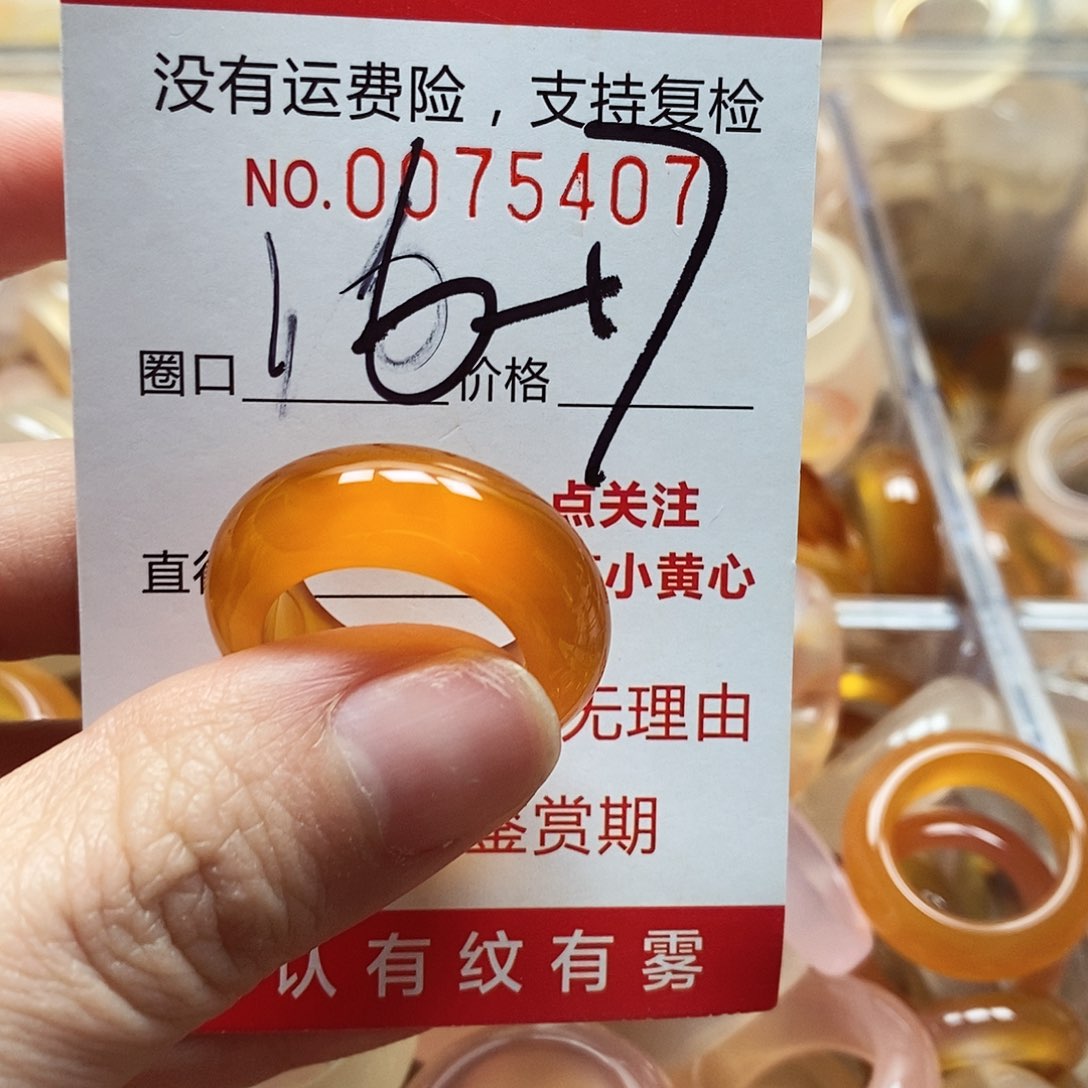 没有运费险，支持复检
NO.0075407
圈口 16+7 价格
点关注
直 小黄心
无理由
鉴赏期
认有纹有雾